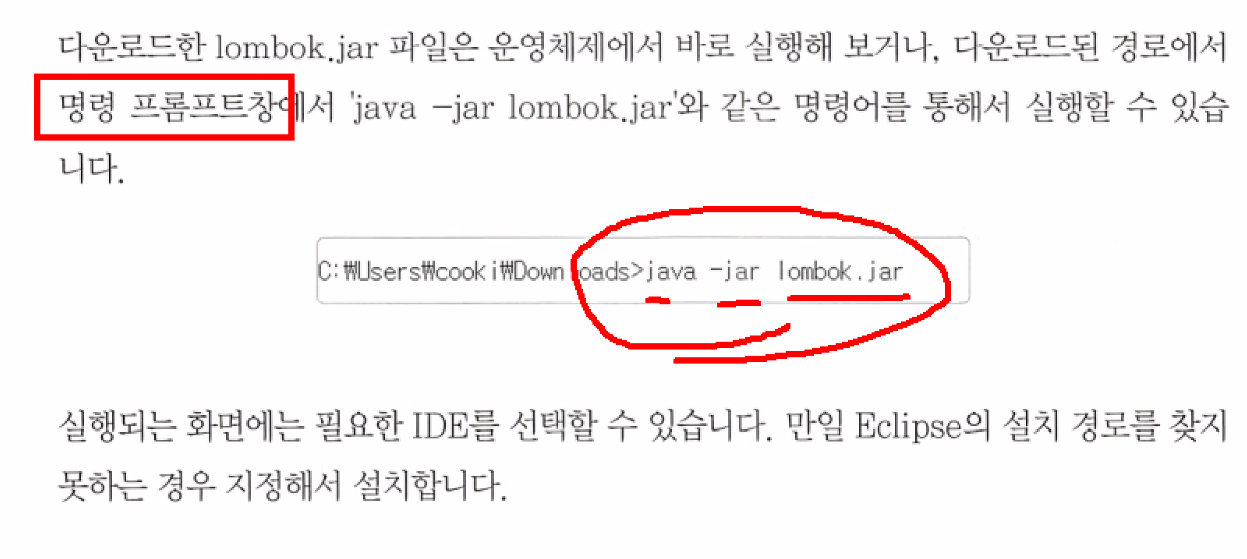 다운로드한 lombok.jar 파일은 운영체제에서 바로 실행해 보거나, 다운로드된 경로에서
명령 프롬프트창에서 'java -jar lombok.jar'와 같은 명령어를 통해서 실행할 수 있습
니다.
C:₩Users₩cooki₩Downloads>java -jar lombok.jar
실행되는 화면에는 필요한 IDE를 선택할 수 있습니다. 만일 Eclipse의 설치 경로를 찾지
못하는 경우 지정해서 설치합니다.